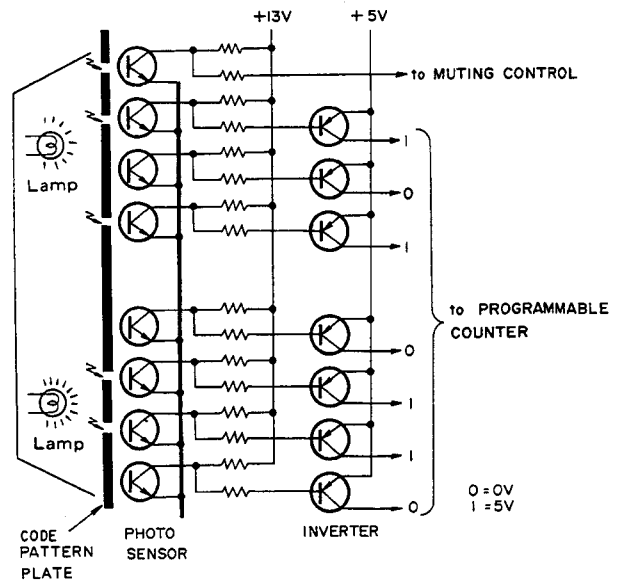 +13V +5V
to MUTING CONTROL
1
Lamp
0
1
to PROGRAMMABLE
COUNTER
0
1
Lamp
1
0
0 = 0V
1 = 5V
CODE
PATTERN
PLATE
PHOTO
SENSOR
INVERTER